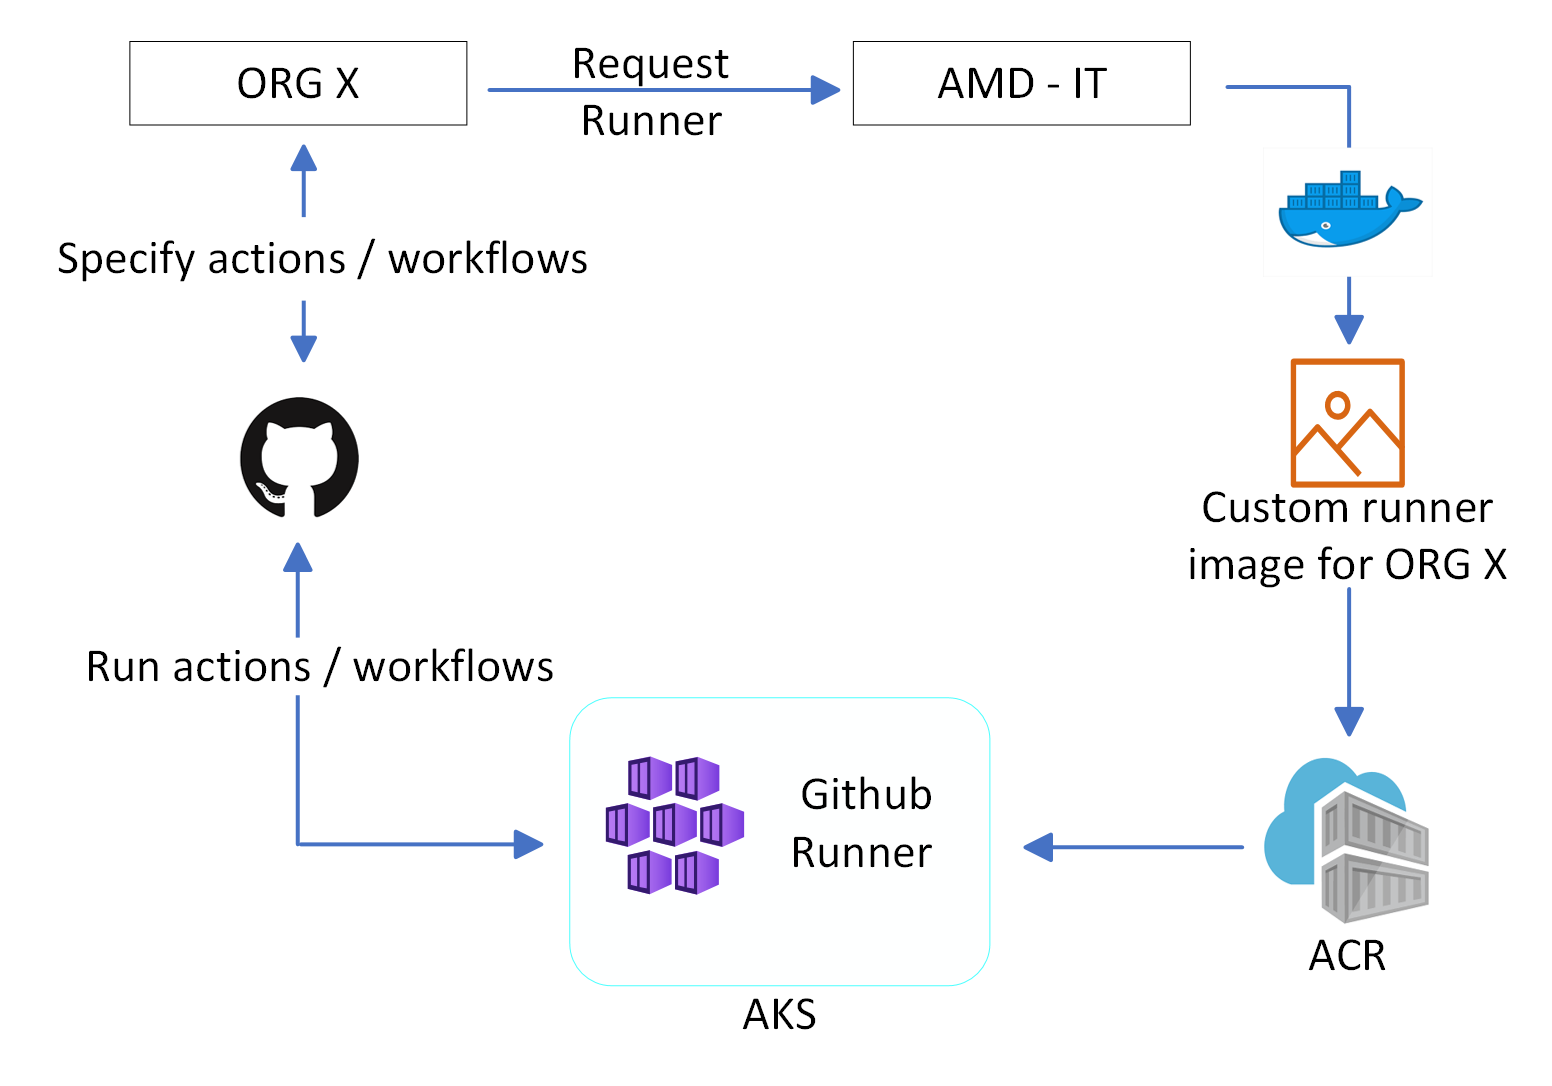 ORG X
Request
Runner
AMD - IT
Specify actions / workflows
Custom runner
image for ORG X
Run actions / workflows
Github
Runner
ACR
AKS